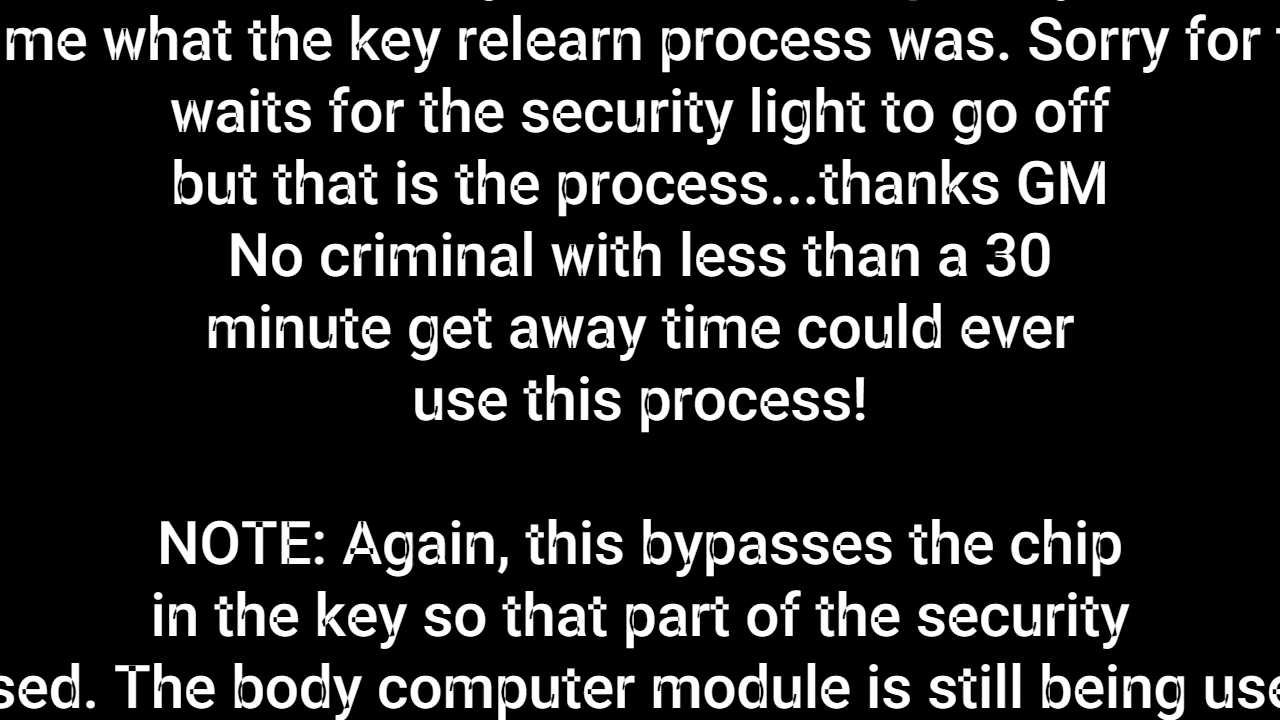 me what the key relearn process was. Sorry for
waits for the security light to go off
but that is the process...thanks GM
No criminal with less than a 30
minute get away time could ever
use this process!
NOTE: Again, this bypasses the chip
in the key so that part of the security
sed. The body computer module is still being use